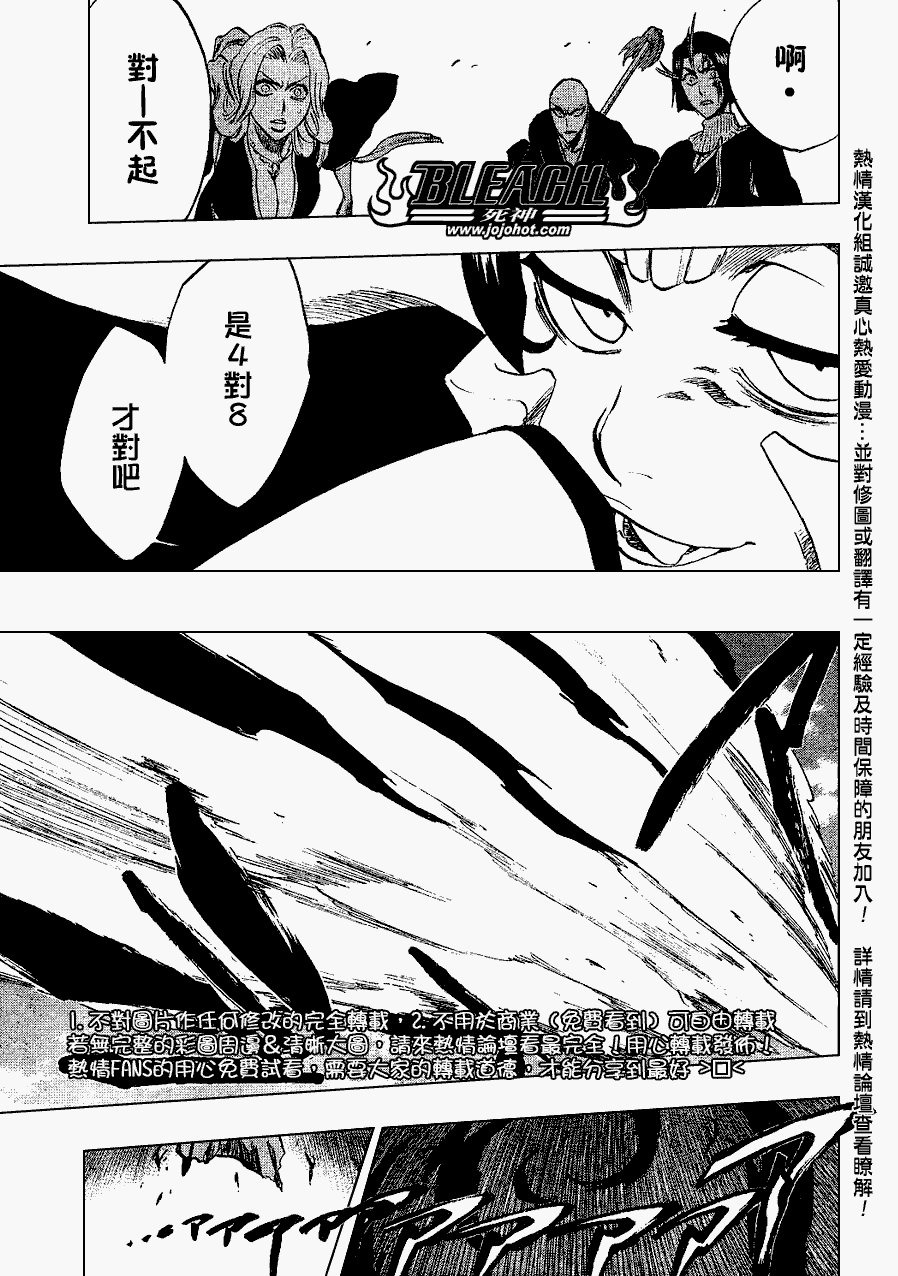 啊・
對不起
是4對8
才對吧
BLEACH
死神
www.jojohot.com
熱情漢化組誠邀真心熱愛動漫…並對修圖或翻譯有一定經驗及時間保障的朋友加入！ 詳情請到熱情論壇查看瞭解！
1. 不對圖片作任何修改的完全轉載，2. 不用於商業（免費看到）可自由轉載
若無完整的彩圖周漫&清晰大圖，請來熱情論壇看最完全！用心轉載發佈！
熱情FANS的用心免費試看，需要大家的轉載道德，才能分享到最好 >□<
アアアアアアア